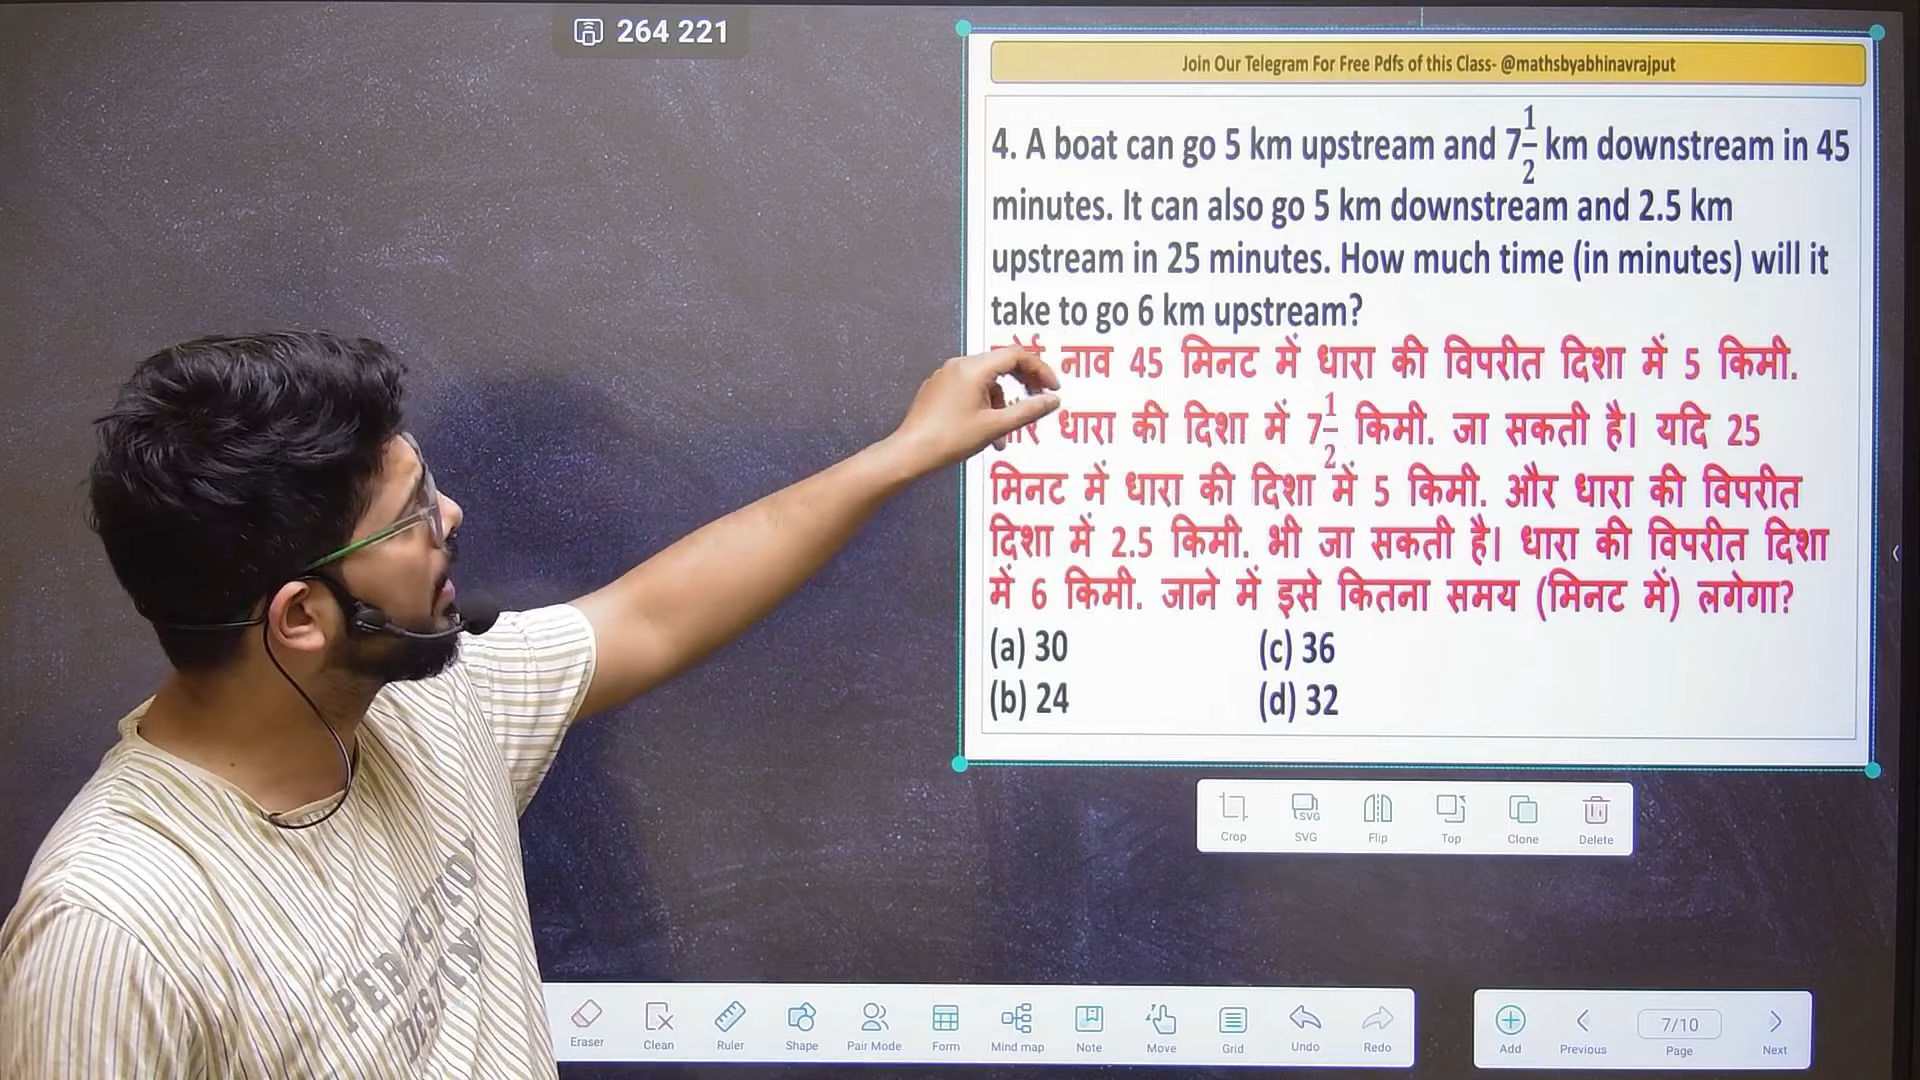 264 221
Join Our Telegram For Free Pdfs of this Class- @mathsbyabhinavrajput
4. A boat can go 5 km upstream and 7 1/2 km downstream in 45
minutes. It can also go 5 km downstream and 2.5 km
upstream in 25 minutes. How much time (in minutes) will it
take to go 6 km upstream?
नाव 45 मिनट में धारा की विपरीत दिशा में 5 किमी.
धारा की दिशा में 7 1/2 किमी. जा सकती है। यदि 25
मिनट में धारा की दिशा में 5 किमी. और धारा की विपरीत
दिशा में 2.5 किमी. भी जा सकती है। धारा की विपरीत दिशा
में 6 किमी. जाने में इसे कितना समय (मिनट में) लगेगा?
(a) 30 (c) 36
(b) 24 (d) 32
Crop SVG Flip Top Clone Delete
Eraser Clean Ruler Shape Pair Mode Form Mind map Note Move Grid Undo Redo
Add Previous 7/10 Page Next